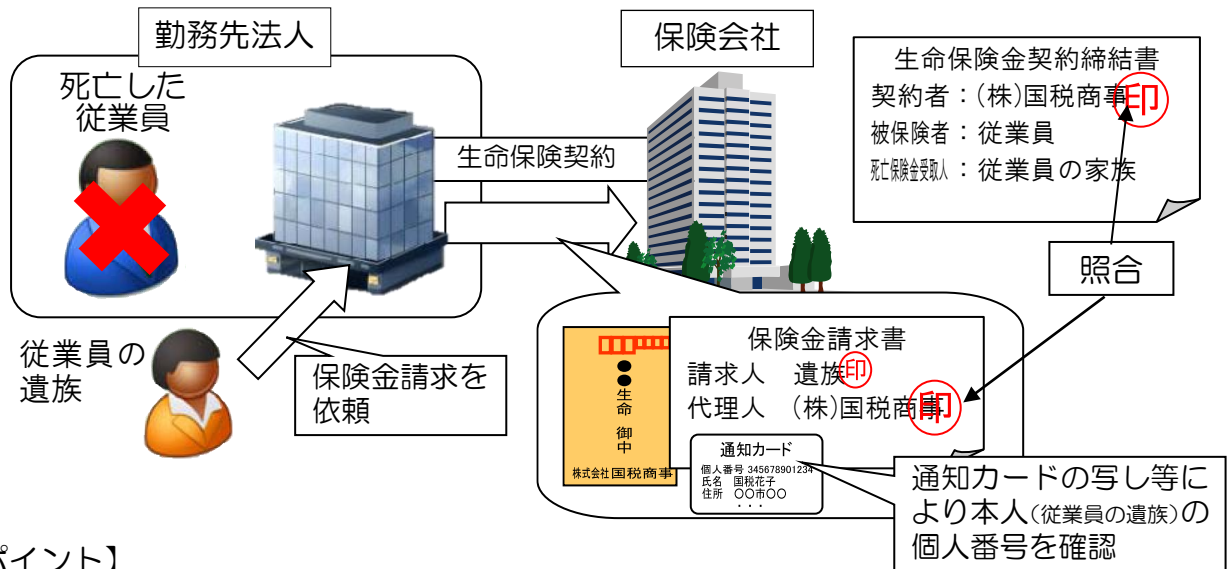 勤務先法人
保険会社
死亡した
従業員
生命保険契約
生命保険金契約締結書
契約者：(株)国税商事印
被保険者：従業員
死亡保険金受取人：従業員の家族
照合
従業員の
遺族
保険金請求を
依頼
●●生命 御中
株式会社国税商事
保険金請求書
請求人 遺族印
代理人 (株)国税商事印
通知カード
個人番号 345678901234
氏名 国税花子
住所 〇〇市〇〇
・・・
通知カードの写し等に
より本人(従業員の遺族)の
個人番号を確認
ポイント】